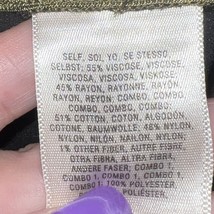 SELF, SOI, YO, SE STESSO
SELBST: 55% VISCOSE,
VISCOSA, VISCOSA, VISKOSE,
45% RAYON, RAYONNE, RAYÓN,
RAYON, REYON; COMBO, COMBO,
COMBO, COMBO, COMBO:
51% COTTON, COTON, ALGODON,
COTONE, BAUMWOLLE; 48% NYLON,
NYLON, NILÓN, NAILON, NYLON,
1% OTHER FIBER, AUTRE FIBRE,
OTRA FIBRA, ALTRA FIBRA,
ANDERE FASER; COMBO 1,
COMBO 1, COMBO 1, COMBO 1,
COMBO 1: 100% POLYESTER
POLIÉSTER,